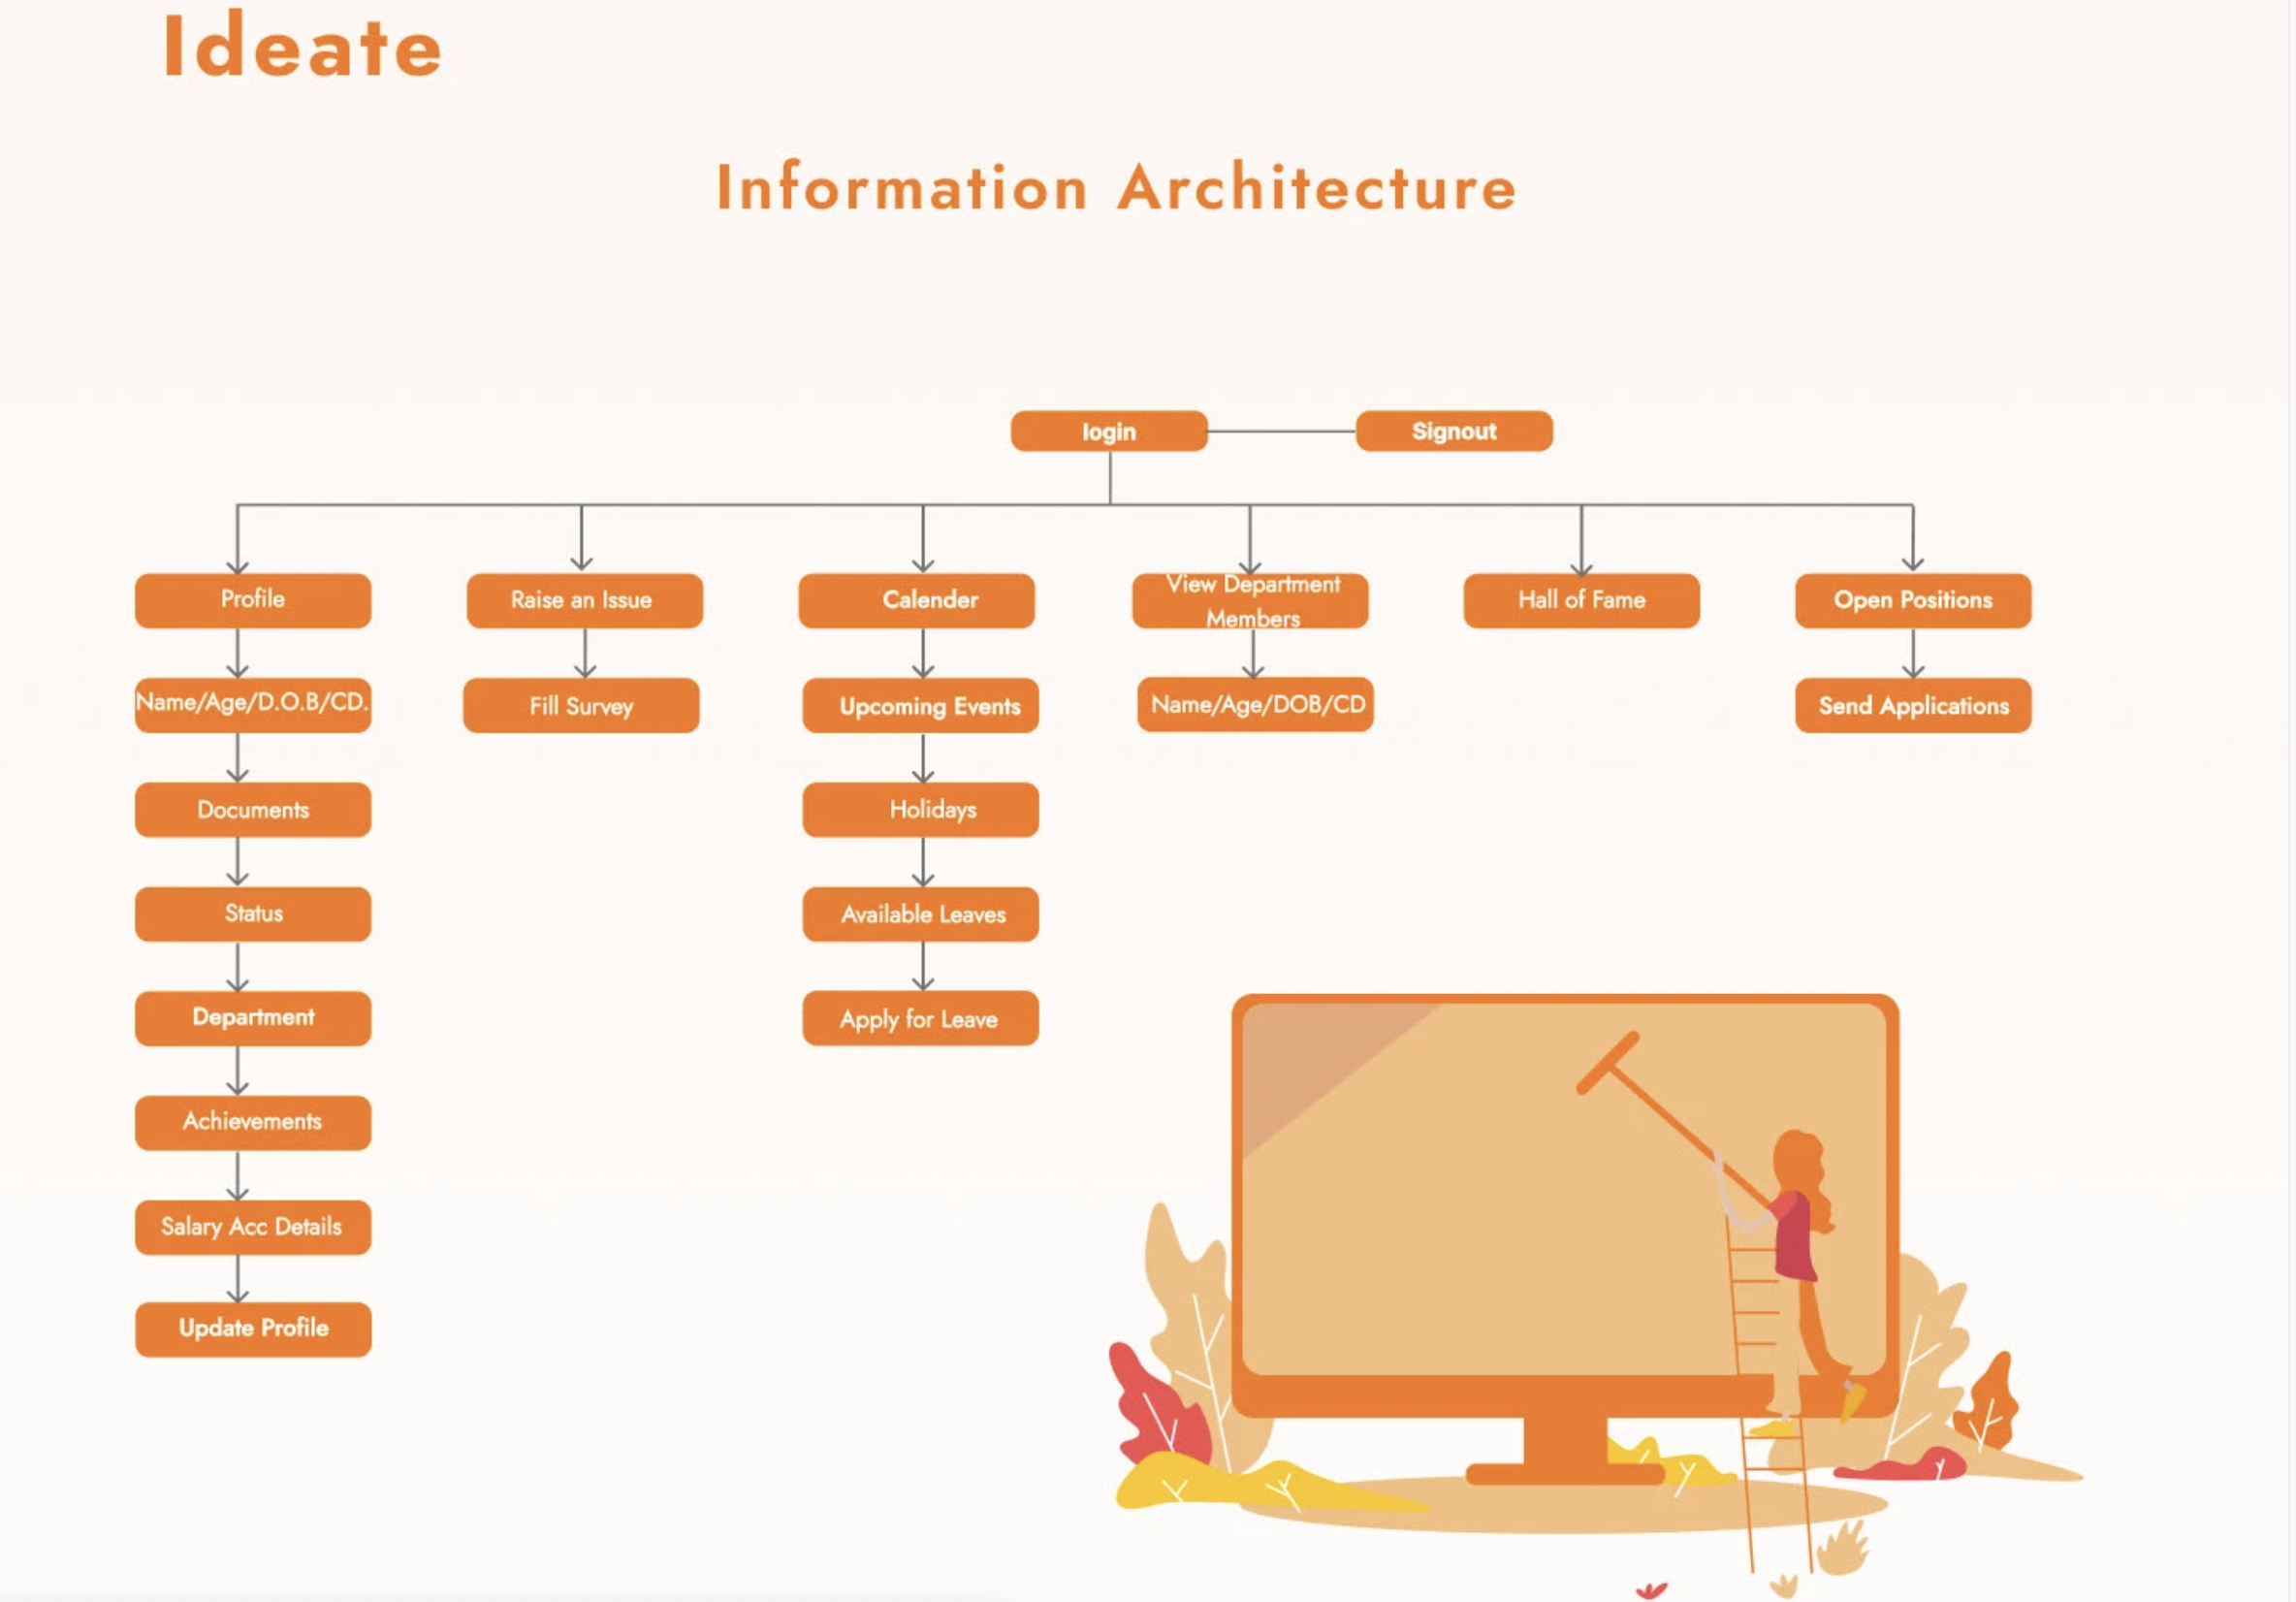 Ideate
Information Architecture
login
Signout
Profile
Raise an Issue
Calender
View Department
Members
Hall of Fame
Open Positions
Name/Age/D.O.B/CD.
Fill Survey
Upcoming Events
Name/Age/DOB/CD
Send Applications
Documents
Holidays
Status
Available Leaves
Department
Apply for Leave
Achievements
Salary Acc Details
Update Profile